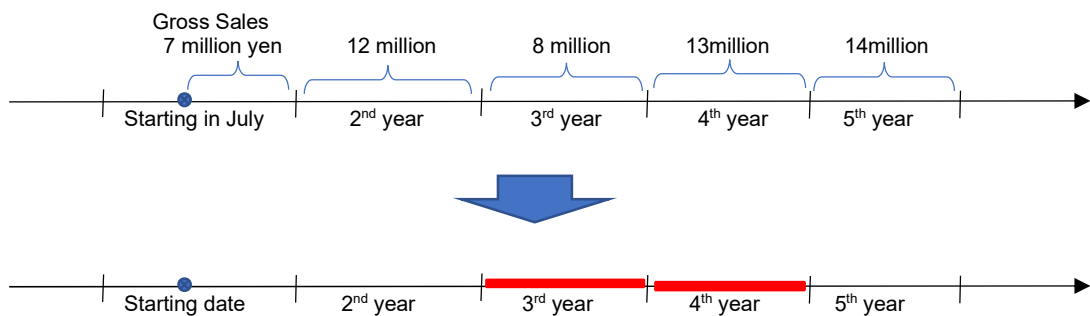 Gross Sales
7 million yen 12 million 8 million 13million 14million
Starting in July 2nd year 3rd year 4th year 5th year
Starting date 2nd year 3rd year 4th year 5th year